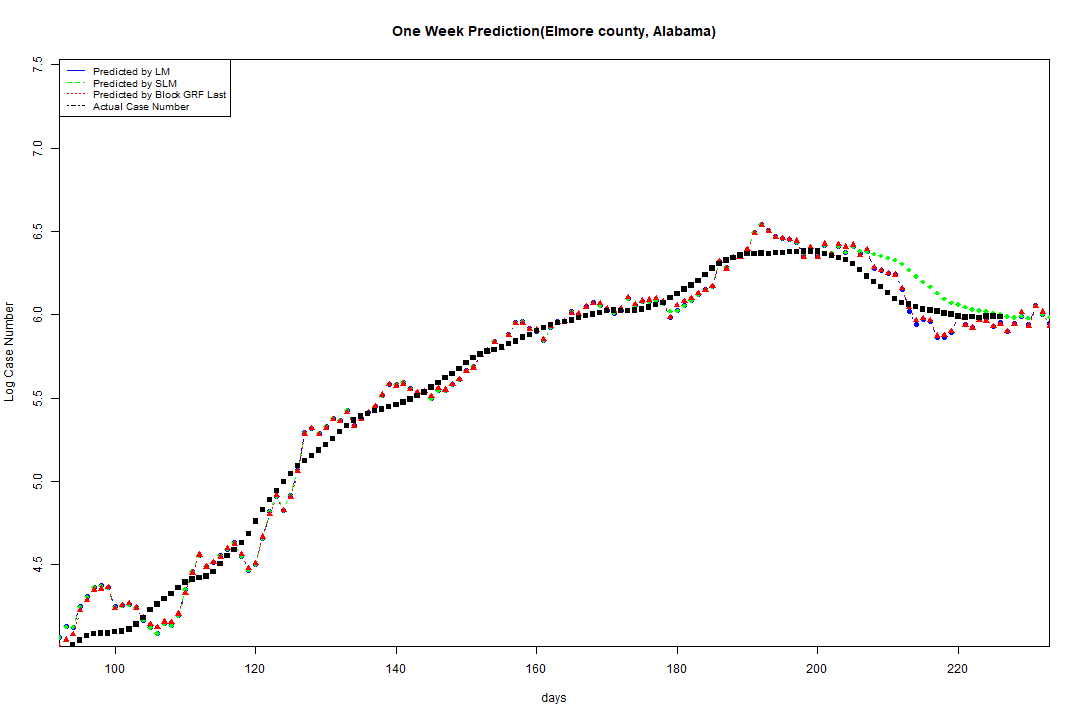 One Week Prediction(Elmore county, Alabama)
Predicted by LM
Predicted by SLM
Predicted by Block GRF Last
Actual Case Number
Log Case Number
7.5
7.0
6.5
6.0
5.5
5.0
4.5
100 120 140 160 180 200 220
days